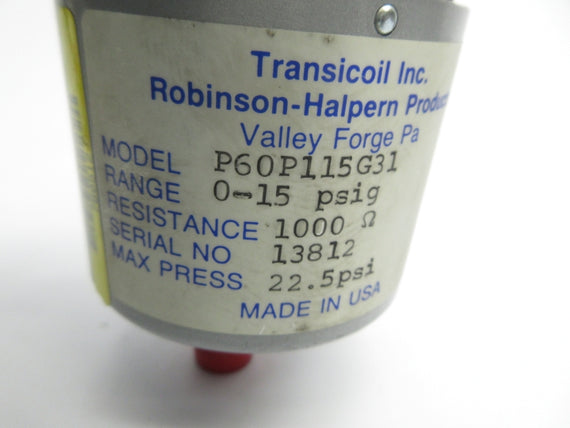 Transicoil Inc.
Robinson-Halpern
Valley Forge Pa
MODEL P60P115G31
RANGE 0-15 psig
RESISTANCE 1000 Ω
SERIAL NO 13812
MAX PRESS 22.5psi
MADE IN USA